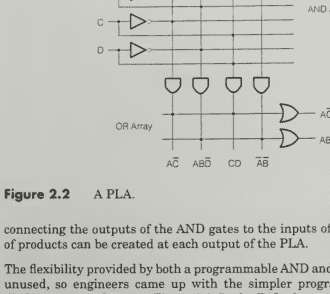 AND
C
D
OR Array
AC̅
AB
AC̅ ABD̅ CD A̅B̅
Figure 2.2 A PLA.
connecting the outputs of the AND gates to the inputs of
of products can be created at each output of the PLA.
The flexibility provided by both a programmable AND and
unused, so engineers came up with the simpler progr